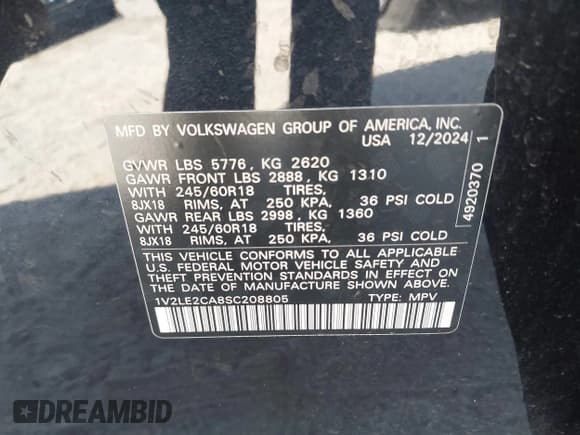 MFD BY VOLKSWAGEN GROUP OF AMERICA, INC.
USA 12/2024
GVWR LBS 5776, KG 2620
GAWR FRONT LBS 2888, KG 1310
WITH 245/60R18 TIRES,
8JX18 RIMS, AT 250 KPA, 36 PSI COLD
GAWR REAR LBS 2998, KG 1360
WITH 245/60R18 TIRES,
8JX18 RIMS, AT 250 KPA, 36 PSI COLD
THIS VEHICLE CONFORMS TO ALL APPLICABLE
U.S. FEDERAL MOTOR VEHICLE SAFETY AND
THEFT PREVENTION STANDARDS IN EFFECT ON
THE DATE OF MANUFACTURE SHOWN ABOVE.
1V2LE2CA8SC208805 TYPE: MPV
4920370 1
DREAMBID